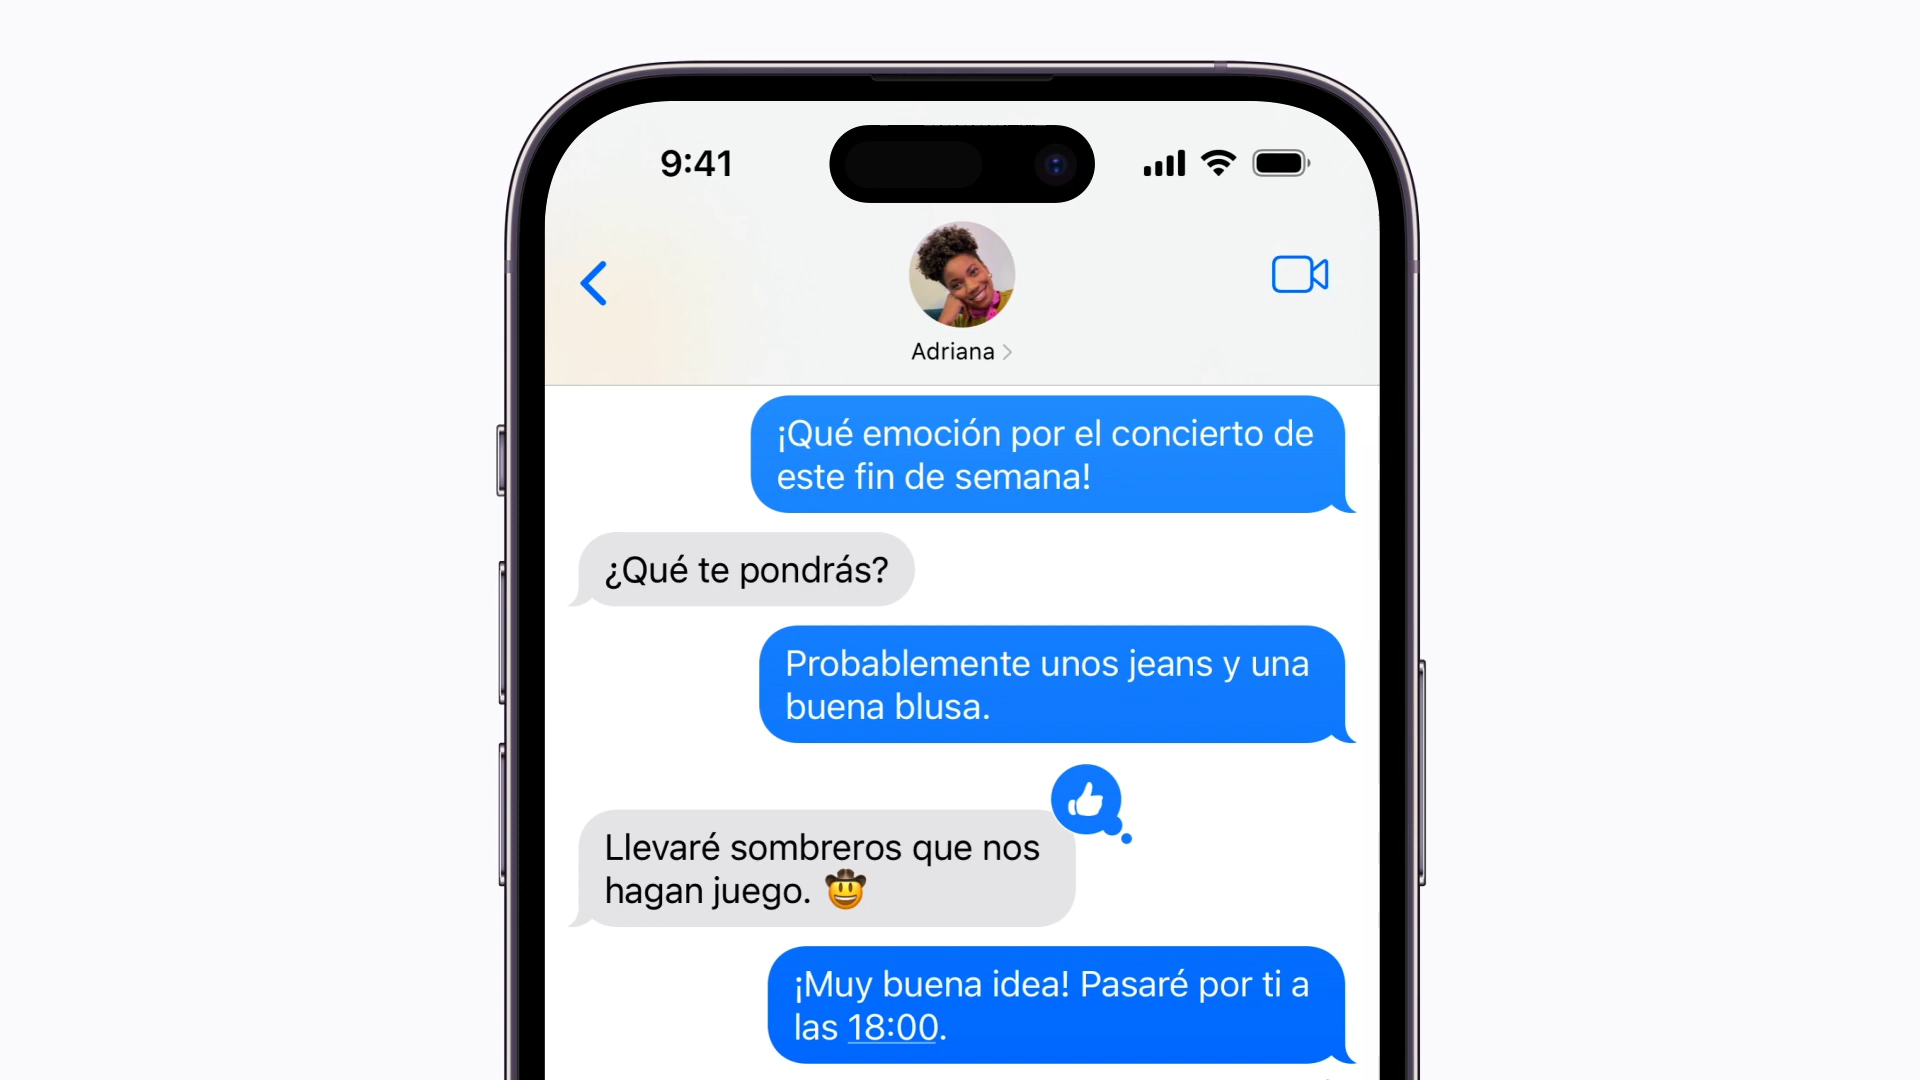 9:41
Adriana
¡Qué emoción por el concierto de
este fin de semana!
¿Qué te pondrás?
Probablemente unos jeans y una
buena blusa.
Llevaré sombreros que nos
hagan juego. 🤠
¡Muy buena idea! Pasaré por ti a
las 18:00.